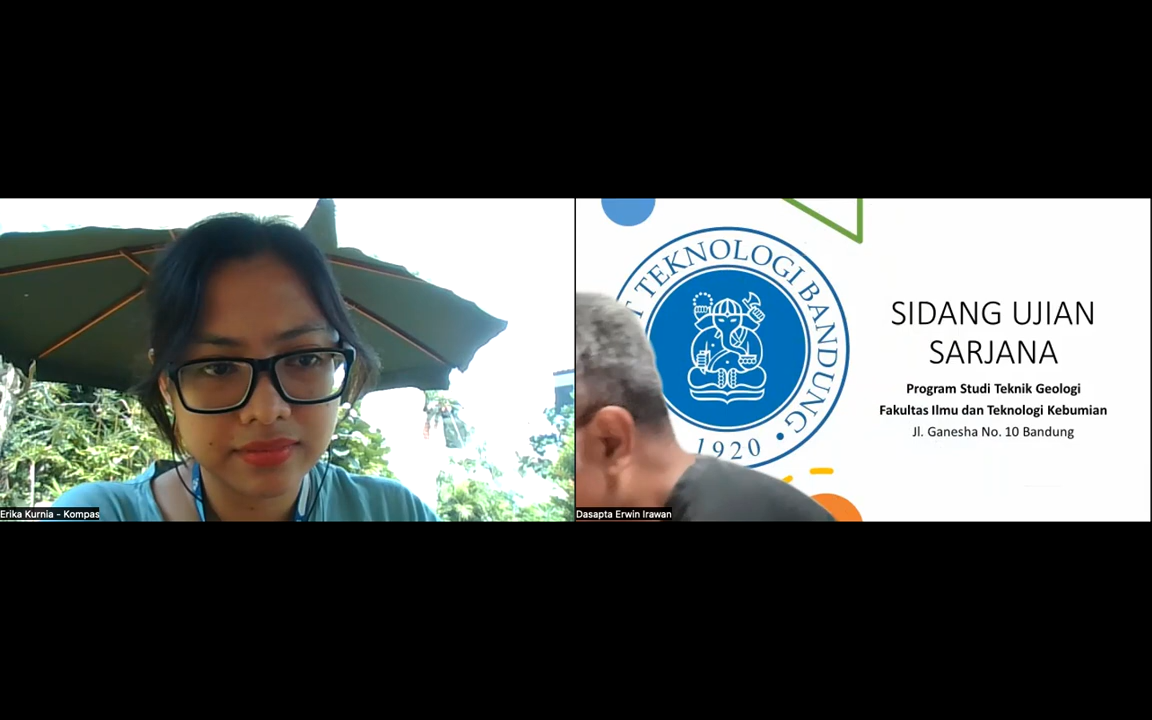 TEKNOLOGI BANDUNG
1920
SIDANG UJIAN
SARJANA
Program Studi Teknik Geologi
Fakultas Ilmu dan Teknologi Kebumian
Jl. Ganesha No. 10 Bandung
Erika Kurnia - Kompas
Dasapta Erwin Irawan